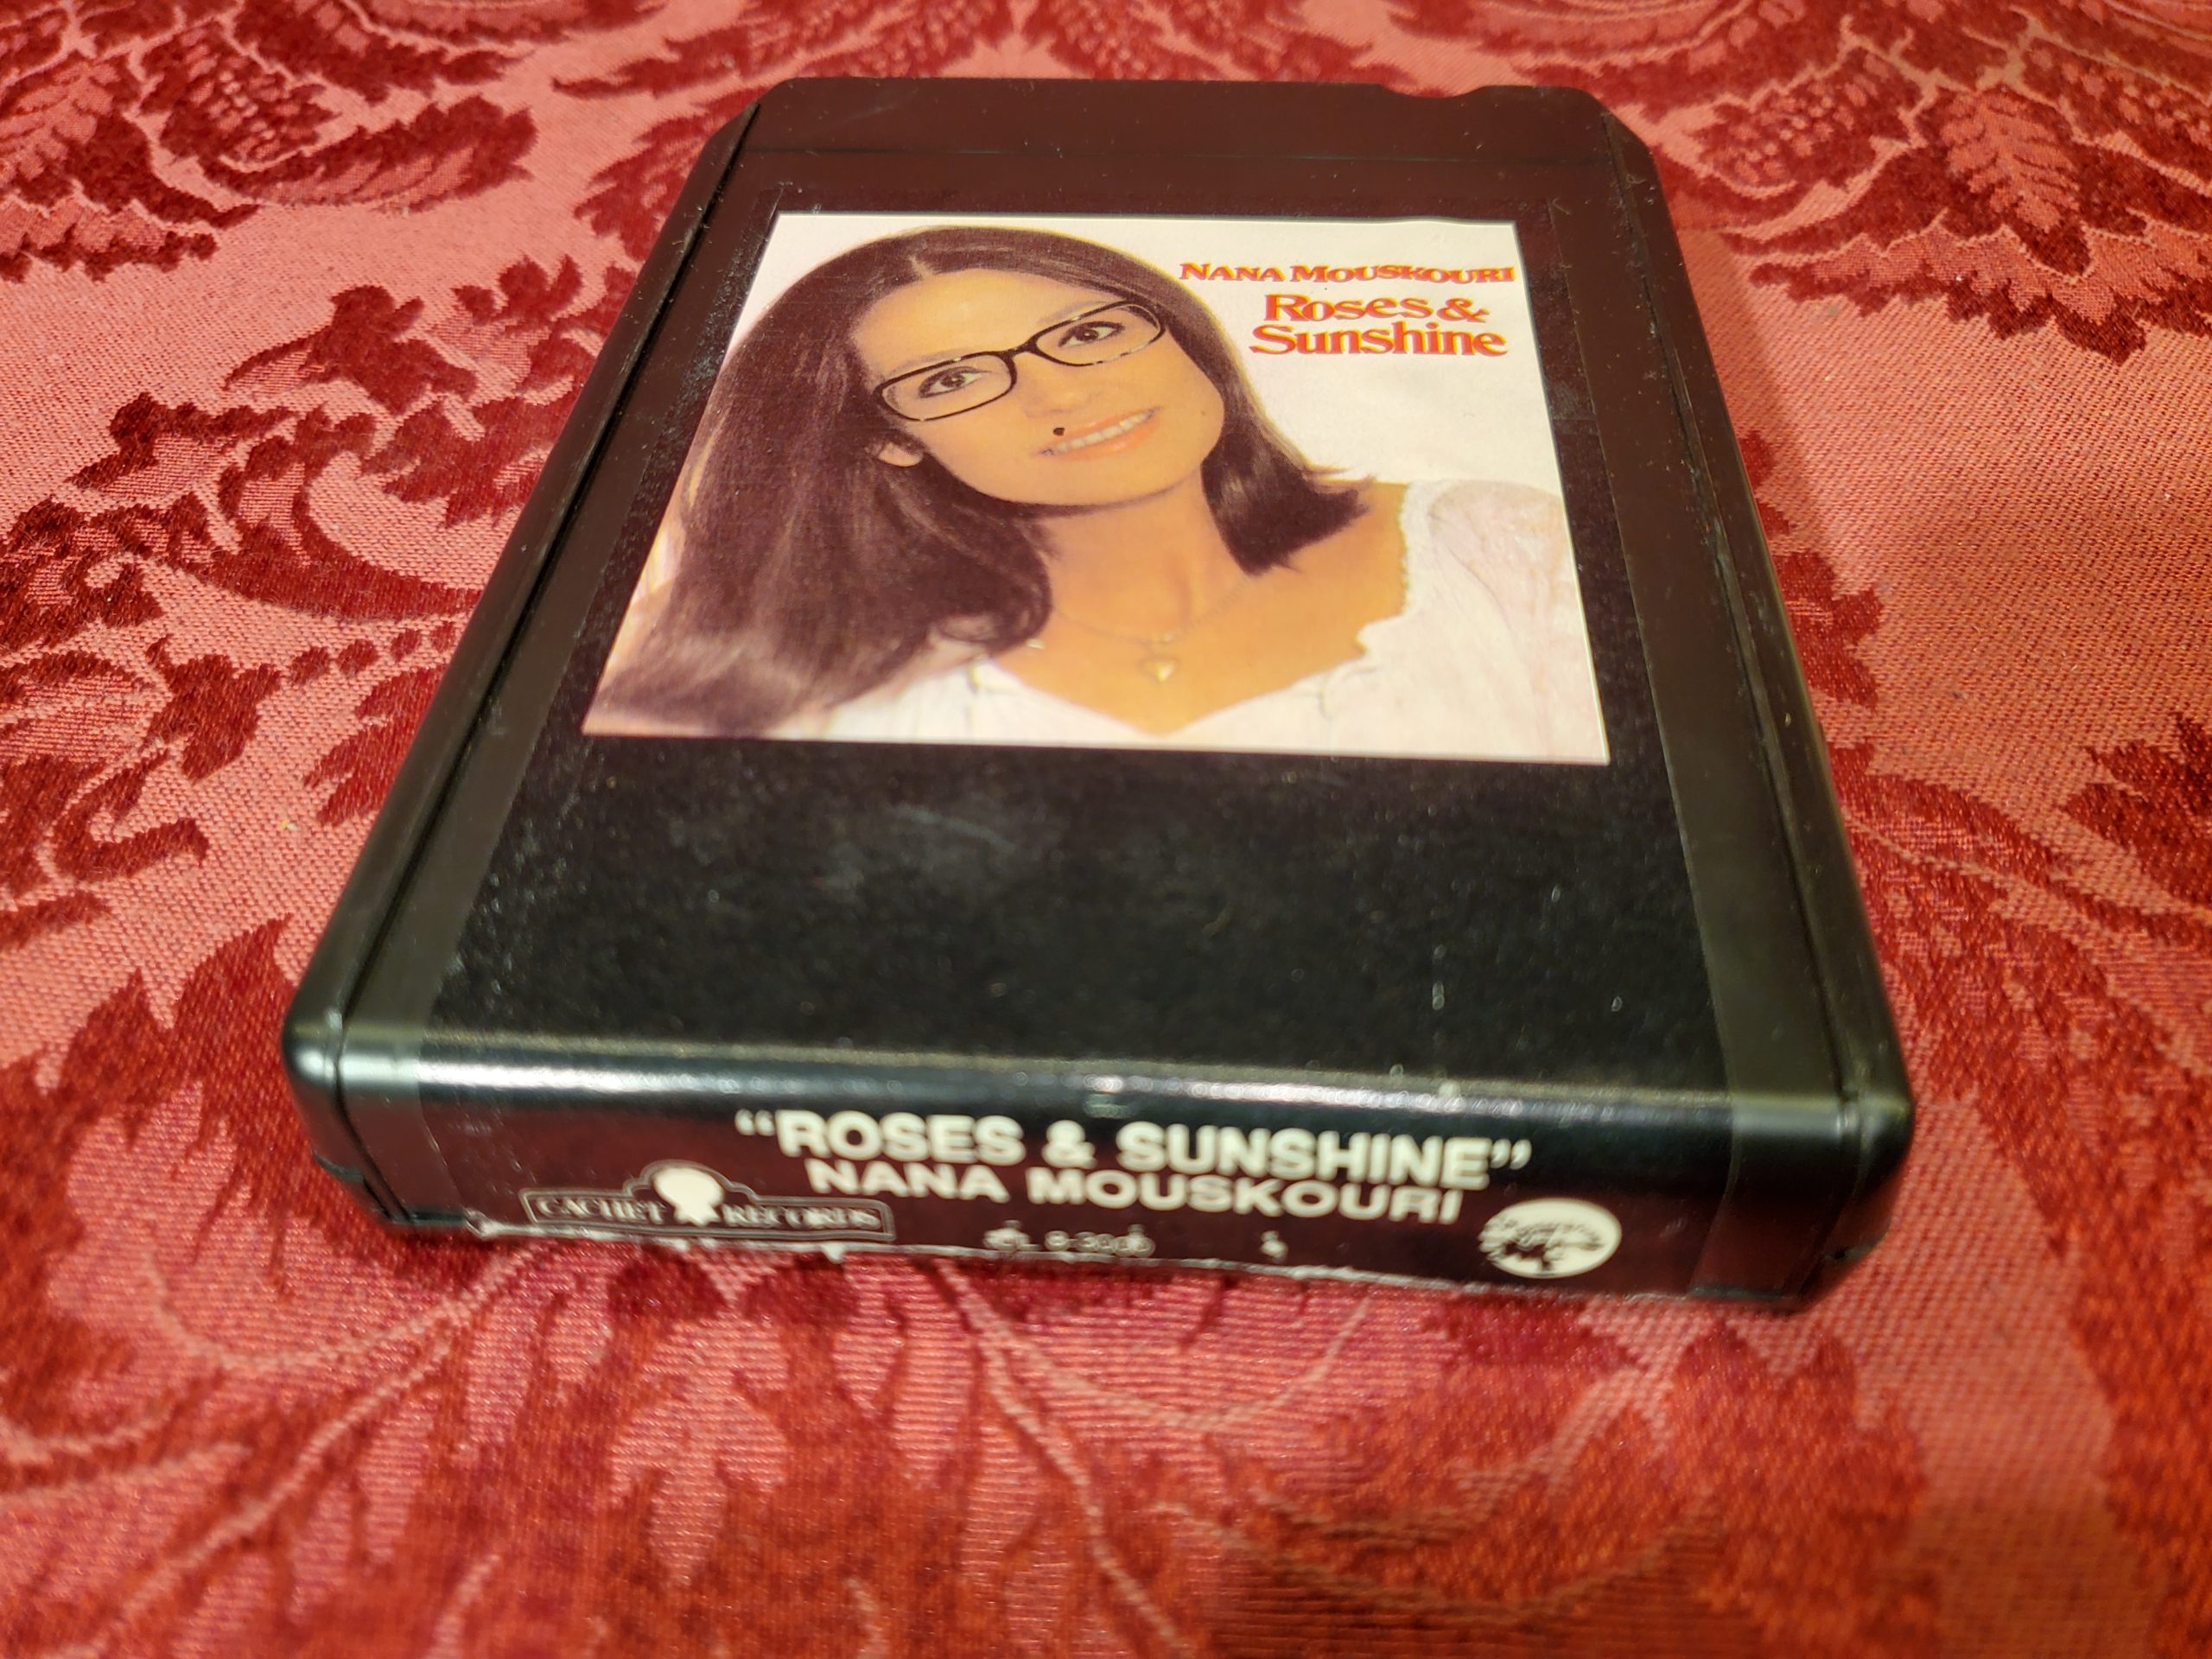 NANA MOUSKOURI
Roses &
Sunshine
"ROSES & SUNSHINE"
NANA MOUSKOURI
CACHET RECORDS